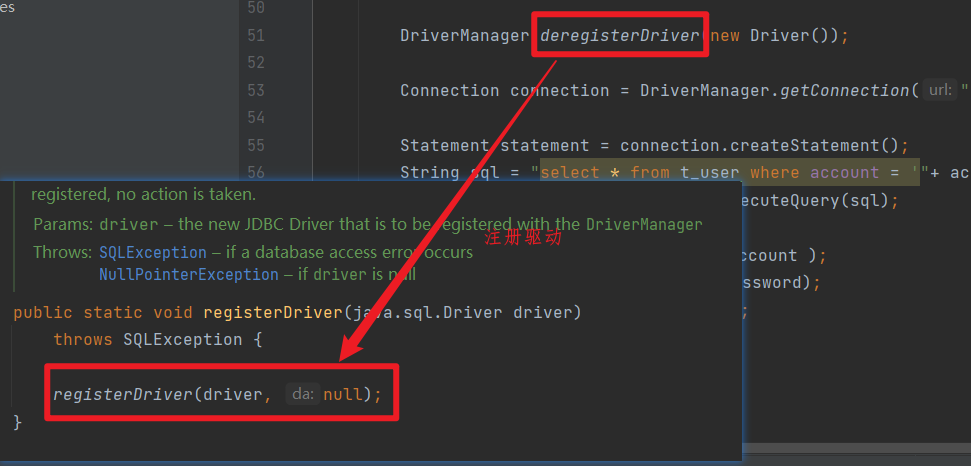 es
50
51 DriverManager.deregisterDriver(new Driver());
52
53 Connection connection = DriverManager.getConnection( url: "
54
55 Statement statement = connection.createStatement();
56 String sql = "select * from t_user where account = '"+ ac
registered, no action is taken.
ecuteQuery(sql);
Params: driver – the new JDBC Driver that is to be registered with the DriverManager
注册驱动
Throws: SQLException – if a database access error occurs
ccount );
NullPointerException – if driver is null
ssword);
public static void registerDriver(java.sql.Driver driver)
;
throws SQLException {
registerDriver(driver, da: null);
}